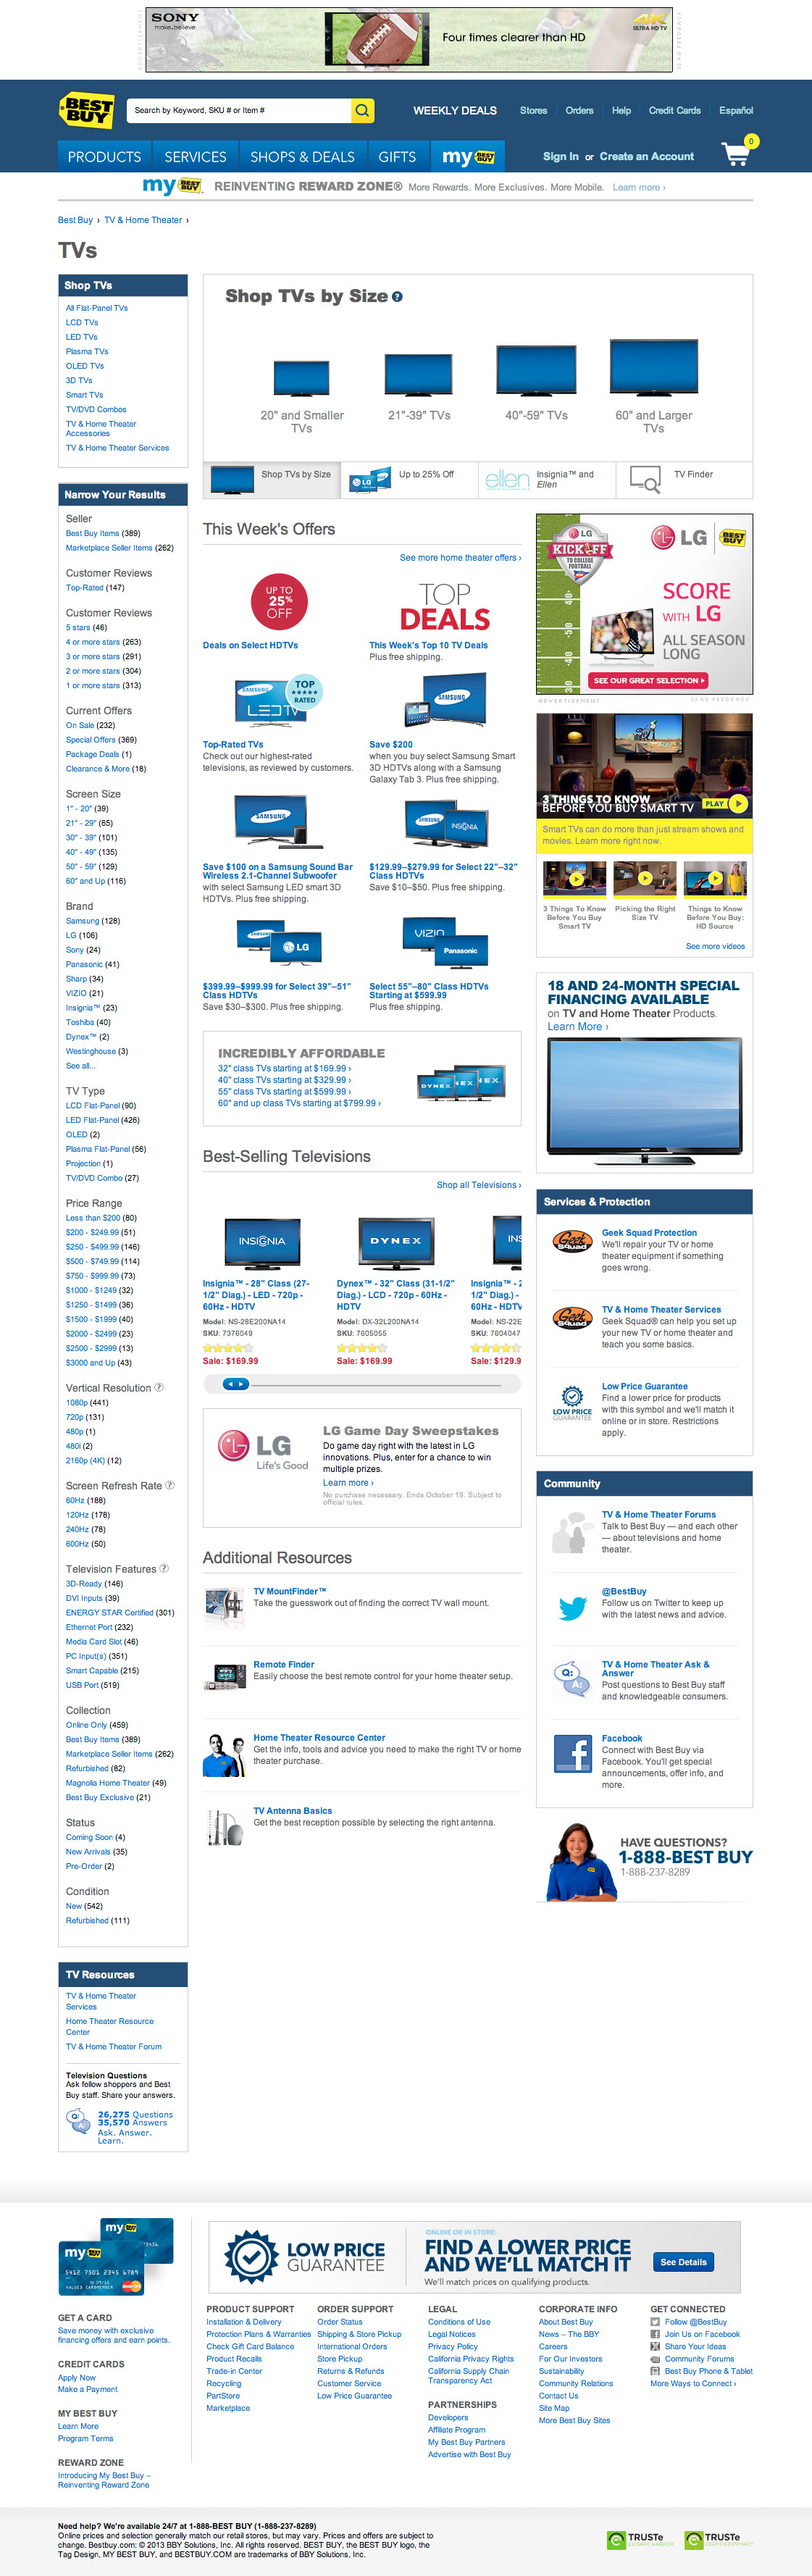 SONY
make.believe
Four times clearer than HD
4K
ULTRA HD TV
ADVERTISEMENT
AD FEEDBACK
BEST BUY
Search by Keyword, SKU # or Item #
WEEKLY DEALS
Stores
Orders
Help
Credit Cards
Español
PRODUCTS
SERVICES
SHOPS & DEALS
GIFTS
my BEST BUY
Sign In or Create an Account
0
my BEST BUY REINVENTING REWARD ZONE® More Rewards. More Exclusives. More Mobile. Learn more ›
Best Buy › TV & Home Theater ›
TVs
Shop TVs
All Flat-Panel TVs
LCD TVs
LED TVs
Plasma TVs
OLED TVs
3D TVs
Smart TVs
TV/DVD Combos
TV & Home Theater
Accessories
TV & Home Theater Services
Shop TVs by Size
20" and Smaller
TVs
21"-39" TVs
40"-59" TVs
60" and Larger
TVs
Shop TVs by Size
LG
Up to 25% Off
ellen
Insignia™ and
Ellen
TV Finder
Narrow Your Results
Seller
Best Buy Items (389)
Marketplace Seller Items (262)
Customer Reviews
Top-Rated (147)
Customer Reviews
5 stars (46)
4 or more stars (263)
3 or more stars (291)
2 or more stars (304)
1 or more stars (313)
Current Offers
On Sale (232)
Special Offers (369)
Package Deals (1)
Clearance & More (18)
Screen Size
1" - 20" (39)
21" - 29" (65)
30" - 39" (101)
40" - 49" (135)
50" - 59" (129)
60" and Up (116)
Brand
Samsung (128)
LG (106)
Sony (24)
Panasonic (41)
Sharp (34)
VIZIO (21)
Insignia™ (23)
Toshiba (40)
Dynex™ (2)
Westinghouse (3)
See all...
TV Type
LCD Flat-Panel (90)
LED Flat-Panel (426)
OLED (2)
Plasma Flat-Panel (56)
Projection (1)
TV/DVD Combo (27)
Price Range
Less than $200 (80)
$200 - $249.99 (51)
$250 - $499.99 (146)
$500 - $749.99 (114)
$750 - $999.99 (73)
$1000 - $1249 (32)
$1250 - $1499 (36)
$1500 - $1999 (40)
$2000 - $2499 (23)
$2500 - $2999 (13)
$3000 and Up (43)
Vertical Resolution
1080p (441)
720p (131)
480p (1)
480i (2)
2160p (4K) (12)
Screen Refresh Rate
60Hz (188)
120Hz (178)
240Hz (78)
600Hz (50)
Television Features
3D-Ready (146)
DVI Inputs (39)
ENERGY STAR Certified (301)
Ethernet Port (232)
Media Card Slot (46)
PC Input(s) (351)
Smart Capable (215)
USB Port (519)
Collection
Online Only (459)
Best Buy Items (389)
Marketplace Seller Items (262)
Refurbished (82)
Magnolia Home Theater (49)
Best Buy Exclusive (21)
Status
Coming Soon (4)
New Arrivals (35)
Pre-Order (2)
Condition
New (542)
Refurbished (111)
TV Resources
TV & Home Theater
Services
Home Theater Resource
Center
TV & Home Theater Forum
Television Questions
Ask fellow shoppers and Best
Buy staff. Share your answers.
26,275 Questions
35,570 Answers
Ask. Answer.
Learn.
This Week's Offers
See more home theater offers ›
UP TO
25%
OFF
Deals on Select HDTVs
TOP
DEALS
This Week's Top 10 TV Deals
Plus free shipping.
SAMSUNG
LED TV
TOP
RATED
Top-Rated TVs
Check out our highest-rated
televisions, as reviewed by customers.
SAMSUNG
Save $200
when you buy select Samsung Smart
3D HDTVs along with a Samsung
Galaxy Tab 3. Plus free shipping.
SAMSUNG
Save $100 on a Samsung Sound Bar
Wireless 2.1-Channel Subwoofer
with select Samsung LED smart 3D
HDTVs. Plus free shipping.
SAMSUNG
INSIGNIA
$129.99–$279.99 for Select 22"–32"
Class HDTVs
Save $10–$50. Plus free shipping.
SAMSUNG
LG
$399.99–$999.99 for Select 39"–51"
Class HDTVs
Save $30–$300. Plus free shipping.
VIZIO
Panasonic
Select 55"–80" Class HDTVs
Starting at $599.99
Plus free shipping.
INCREDIBLY AFFORDABLE
32" class TVs starting at $169.99 ›
40" class TVs starting at $329.99 ›
55" class TVs starting at $599.99 ›
60" and up class TVs starting at $799.99 ›
DYNEX
Best-Selling Televisions
Shop all Televisions ›
INSIGNIA
Insignia™ - 28" Class (27-
1/2" Diag.) - LED - 720p -
60Hz - HDTV
Model: NS-28E200NA14
SKU: 7376049
Sale: $169.99
DYNEX
Dynex™ - 32" Class (31-1/2"
Diag.) - LCD - 720p - 60Hz -
HDTV
Model: DX-32L200NA14
SKU: 7605055
Sale: $169.99
INS
Insignia™ - 2
1/2" Diag.) -
60Hz - HDTV
Model: NS-22E
SKU: 7604047
Sale: $129.9
LG
Life's Good
LG Game Day Sweepstakes
Do game day right with the latest in LG
innovations. Plus, enter for a chance to win
multiple prizes.
Learn more ›
No purchase necessary. Ends October 19. Subject to
official rules.
Additional Resources
TV MountFinder™
Take the guesswork out of finding the correct TV wall mount.
Remote Finder
Easily choose the best remote control for your home theater setup.
Home Theater Resource Center
Get the info, tools and advice you need to make the right TV or home
theater purchase.
TV Antenna Basics
Get the best reception possible by selecting the right antenna.
LG
KICK OFF
TO COLLEGE
FOOTBALL
LG BEST BUY
SCORE
WITH LG
ALL SEASON
LONG
SEE OUR GREAT SELECTION
ADVERTISEMENT
AD FEEDBACK
3 THINGS TO KNOW
BEFORE YOU BUY SMART TV
PLAY
Smart TVs can do more than just stream shows and
movies. Learn more right now.
3 Things To Know
Before You Buy
Smart TV
Picking the Right
Size TV
Things to Know
Before You Buy:
HD Source
See more videos
18 AND 24-MONTH SPECIAL
FINANCING AVAILABLE
on TV and Home Theater Products.
Learn More ›
Services & Protection
Geek Squad
Geek Squad Protection
We'll repair your TV or home
theater equipment if something
goes wrong.
Geek Squad
TV & Home Theater Services
Geek Squad® can help you set up
your new TV or home theater and
teach you some basics.
LOW PRICE
GUARANTEE
Low Price Guarantee
Find a lower price for products
with this symbol and we'll match it
online or in store. Restrictions
apply.
Community
TV & Home Theater Forums
Talk to Best Buy — and each other
— about televisions and home
theater.
@BestBuy
Follow us on Twitter to keep up
with the latest news and advice.
Q:
A:
TV & Home Theater Ask &
Answer
Post questions to Best Buy staff
and knowledgeable consumers.
Facebook
Connect with Best Buy via
Facebook. You'll get special
announcements, offer info, and
more.
HAVE QUESTIONS?
1-888-BEST BUY
1-888-237-8289
my BEST BUY
my BEST BUY
5412 7501 2345 6789
GET A CARD
Save money with exclusive
financing offers and earn points.
CREDIT CARDS
Apply Now
Make a Payment
MY BEST BUY
Learn More
Program Terms
REWARD ZONE
Introducing My Best Buy –
Reinventing Reward Zone
LOW PRICE
GUARANTEE
ONLINE OR IN STORE:
FIND A LOWER PRICE
AND WE'LL MATCH IT
We'll match prices on qualifying products.
See Details
PRODUCT SUPPORT
Installation & Delivery
Protection Plans & Warranties
Check Gift Card Balance
Product Recalls
Trade-in Center
Recycling
PartStore
Marketplace
ORDER SUPPORT
Order Status
Shipping & Store Pickup
International Orders
Store Pickup
Returns & Refunds
Customer Service
Low Price Guarantee
LEGAL
Conditions of Use
Legal Notices
Privacy Policy
California Privacy Rights
California Supply Chain
Transparency Act
PARTNERSHIPS
Developers
Affiliate Program
My Best Buy Partners
Advertise with Best Buy
CORPORATE INFO
About Best Buy
News – The BBY
Careers
For Our Investors
Sustainability
Community Relations
Contact Us
Site Map
More Best Buy Sites
GET CONNECTED
Follow @BestBuy
Join Us on Facebook
Share Your Ideas
Community Forums
Best Buy Phone & Tablet
More Ways to Connect ›
Need help? We're available 24/7 at 1-888-BEST BUY (1-888-237-8289)
Online prices and selection generally match our retail stores, but may vary. Prices and offers are subject to
change. Bestbuy.com: © 2013 BBY Solutions, Inc. All rights reserved. BEST BUY, the BEST BUY logo, the
Tag Design, MY BEST BUY, and BESTBUY.COM are trademarks of BBY Solutions, Inc.
TRUSTe
EU SAFE HARBOR
TRUSTe
CERTIFIED PRIVACY